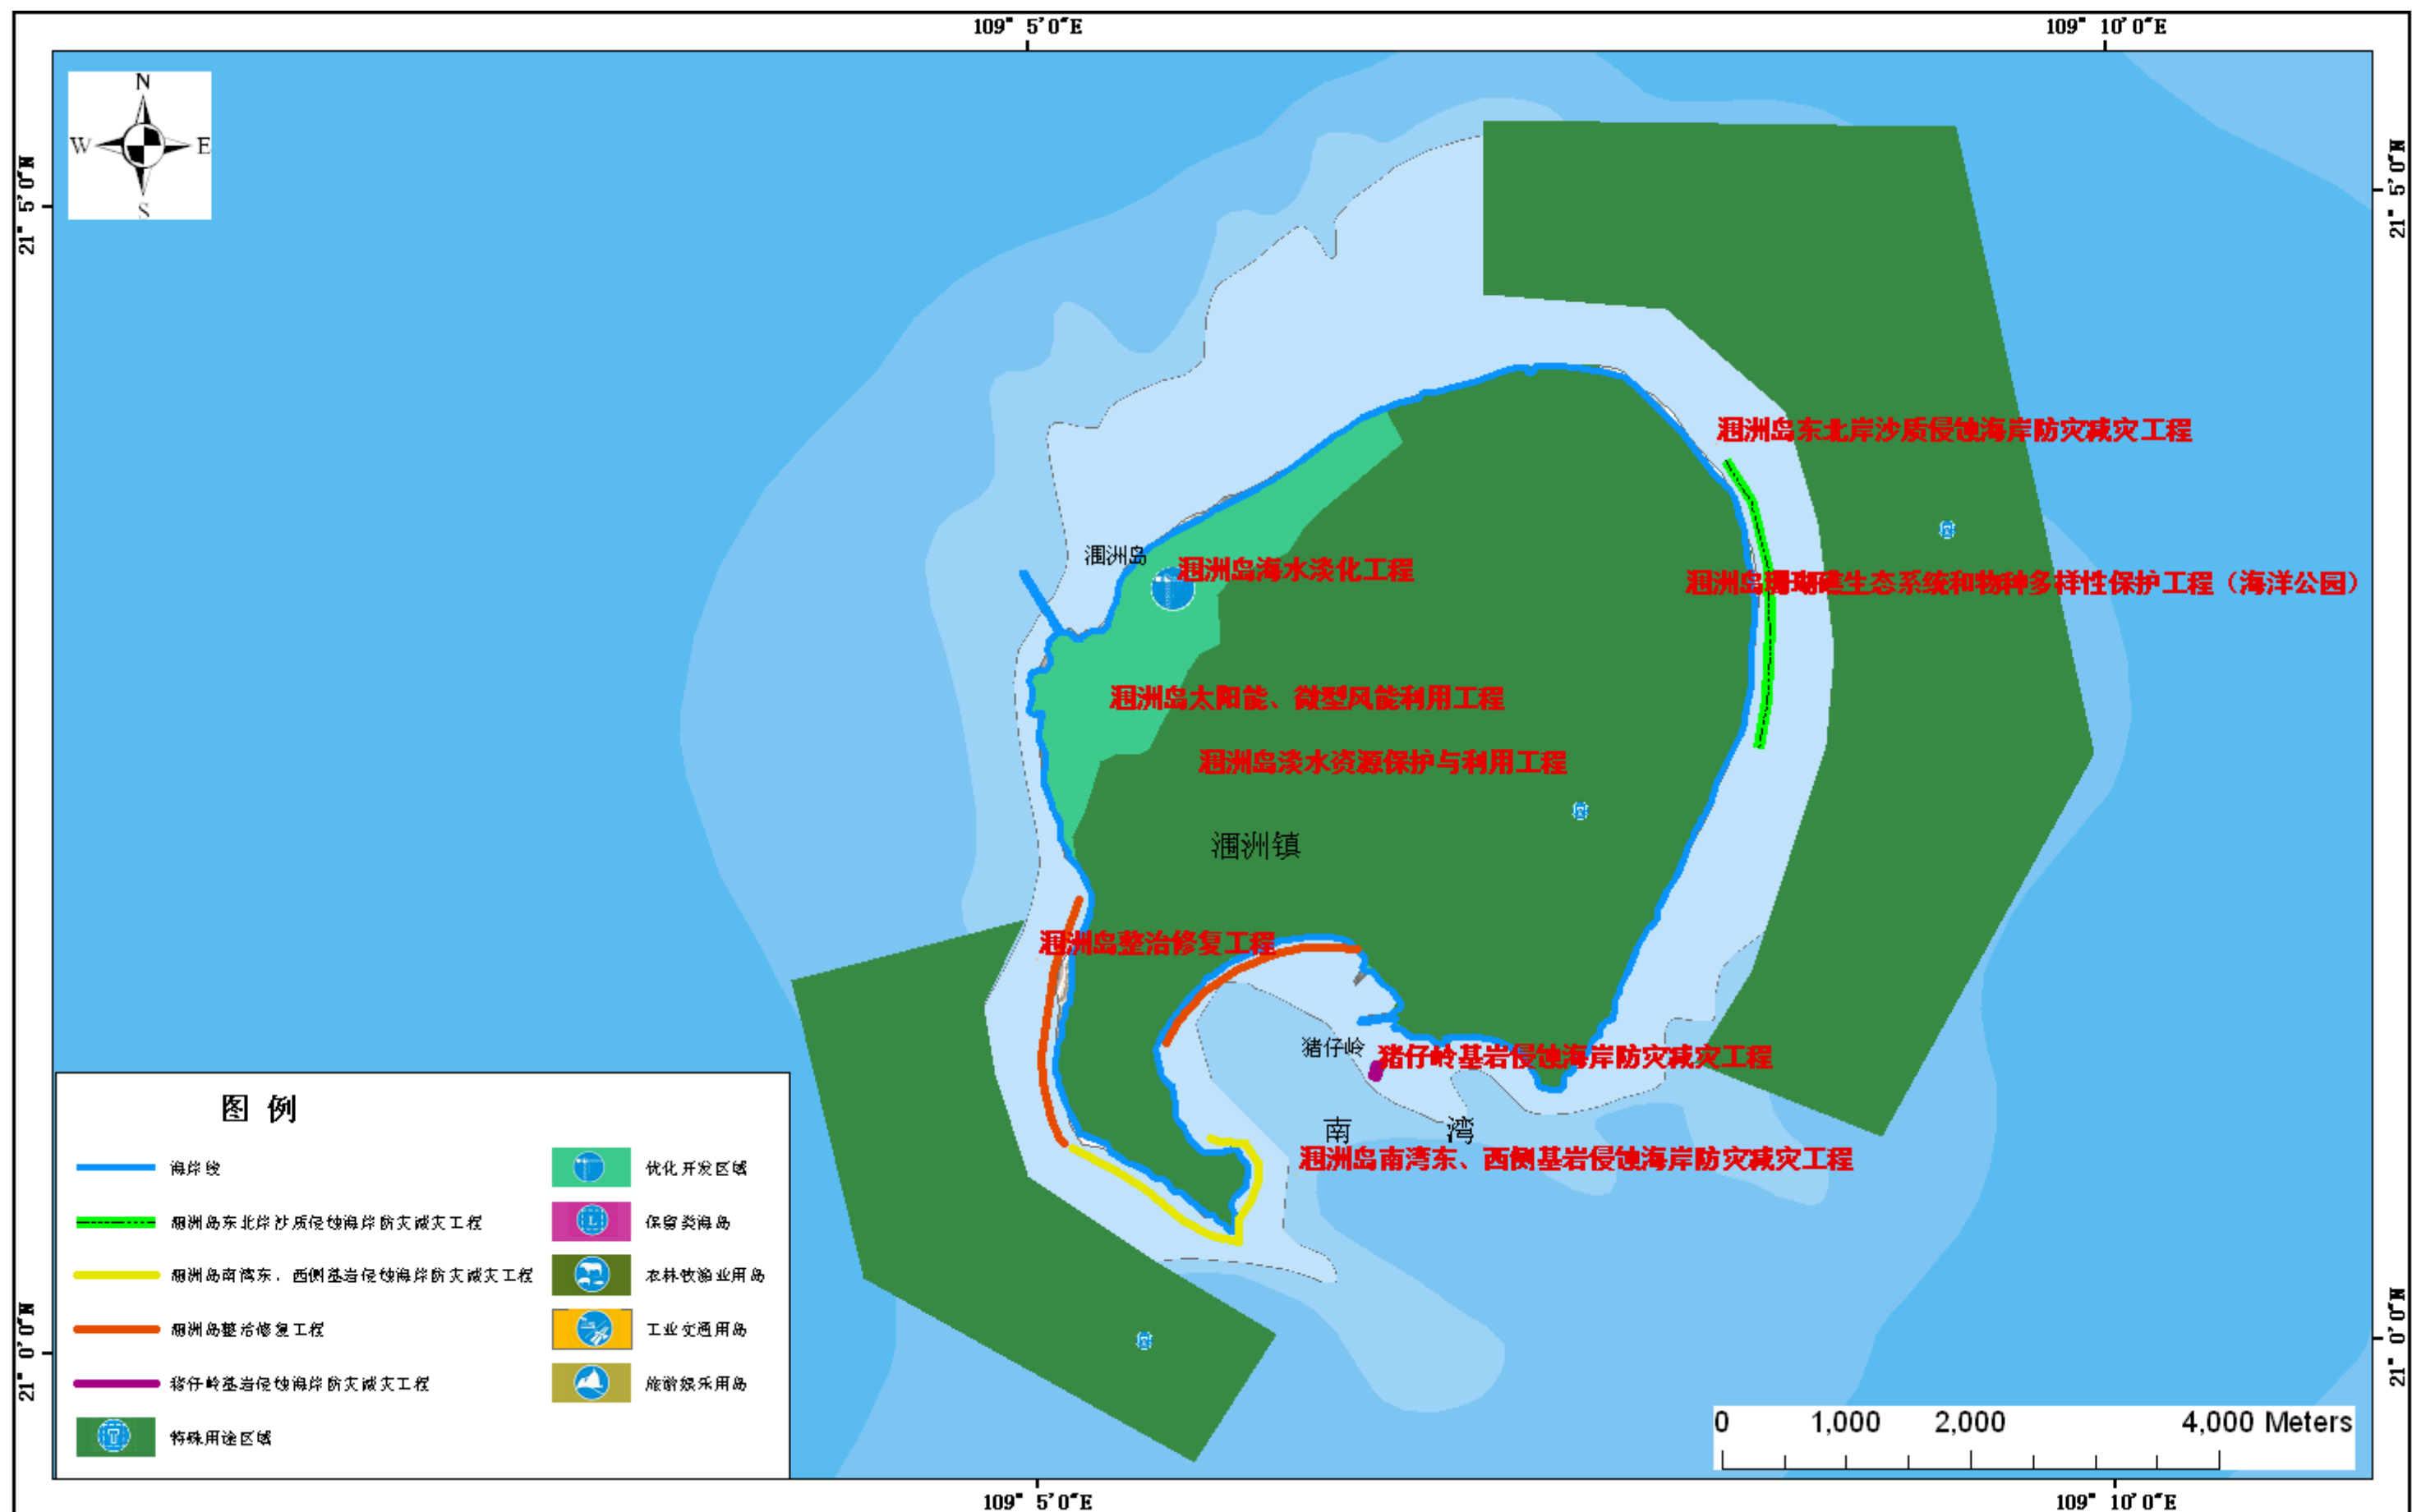 109° 5'0"E
109° 10'0"E
N
W
E
S
21° 5'0"N
21° 5'0"N
涠洲岛东北岸沙质侵蚀海岸防灾减灾工程
涠洲岛
涠洲岛海水淡化工程
涠洲岛珊瑚礁生态系统和物种多样性保护工程（海洋公园）
涠洲岛太阳能、微型风能利用工程
涠洲岛淡水资源保护与利用工程
涠洲镇
涠洲岛整治修复工程
猪仔岭
猪仔岭基岩侵蚀海岸防灾减灾工程
南 湾
涠洲岛南湾东、西侧基岩侵蚀海岸防灾减灾工程
图 例
海岸线
涠洲岛东北岸沙质侵蚀海岸防灾减灾工程
涠洲岛南湾东、西侧基岩侵蚀海岸防灾减灾工程
涠洲岛整治修复工程
猪仔岭基岩侵蚀海岸防灾减灾工程
特殊用途区域
优化开发区域
保留类海岛
农林牧渔业用岛
工业交通用岛
旅游娱乐用岛
21° 0'0"N
21° 0'0"N
0 1,000 2,000 4,000 Meters
109° 5'0"E
109° 10'0"E